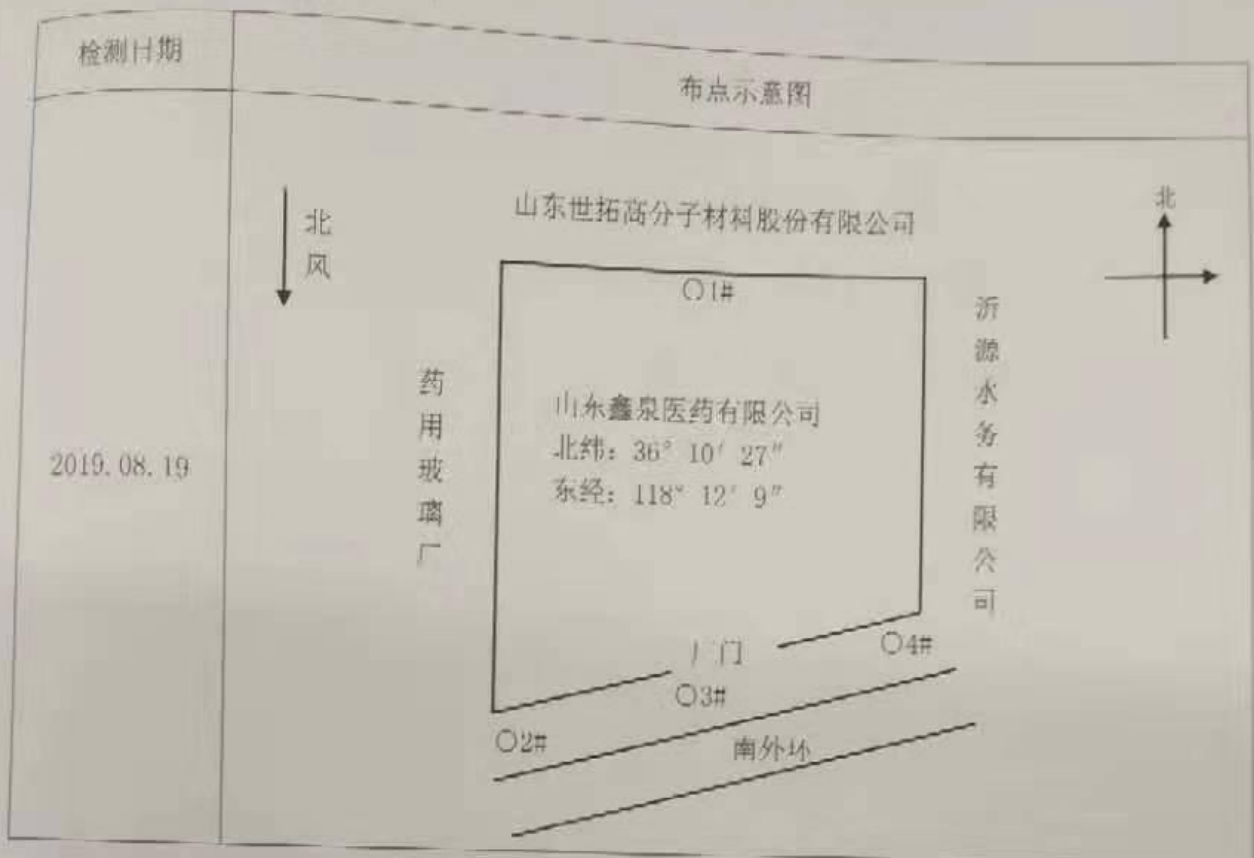 检测日期
布点示意图
2019.08.19
北风
山东世拓高分子材料股份有限公司
北
○1#
沂源水务有限公司
药用玻璃厂
山东鑫泉医药有限公司
北纬：36° 10′ 27″
东经：118° 12′ 9″
厂门
○4#
○3#
○2#
南外环